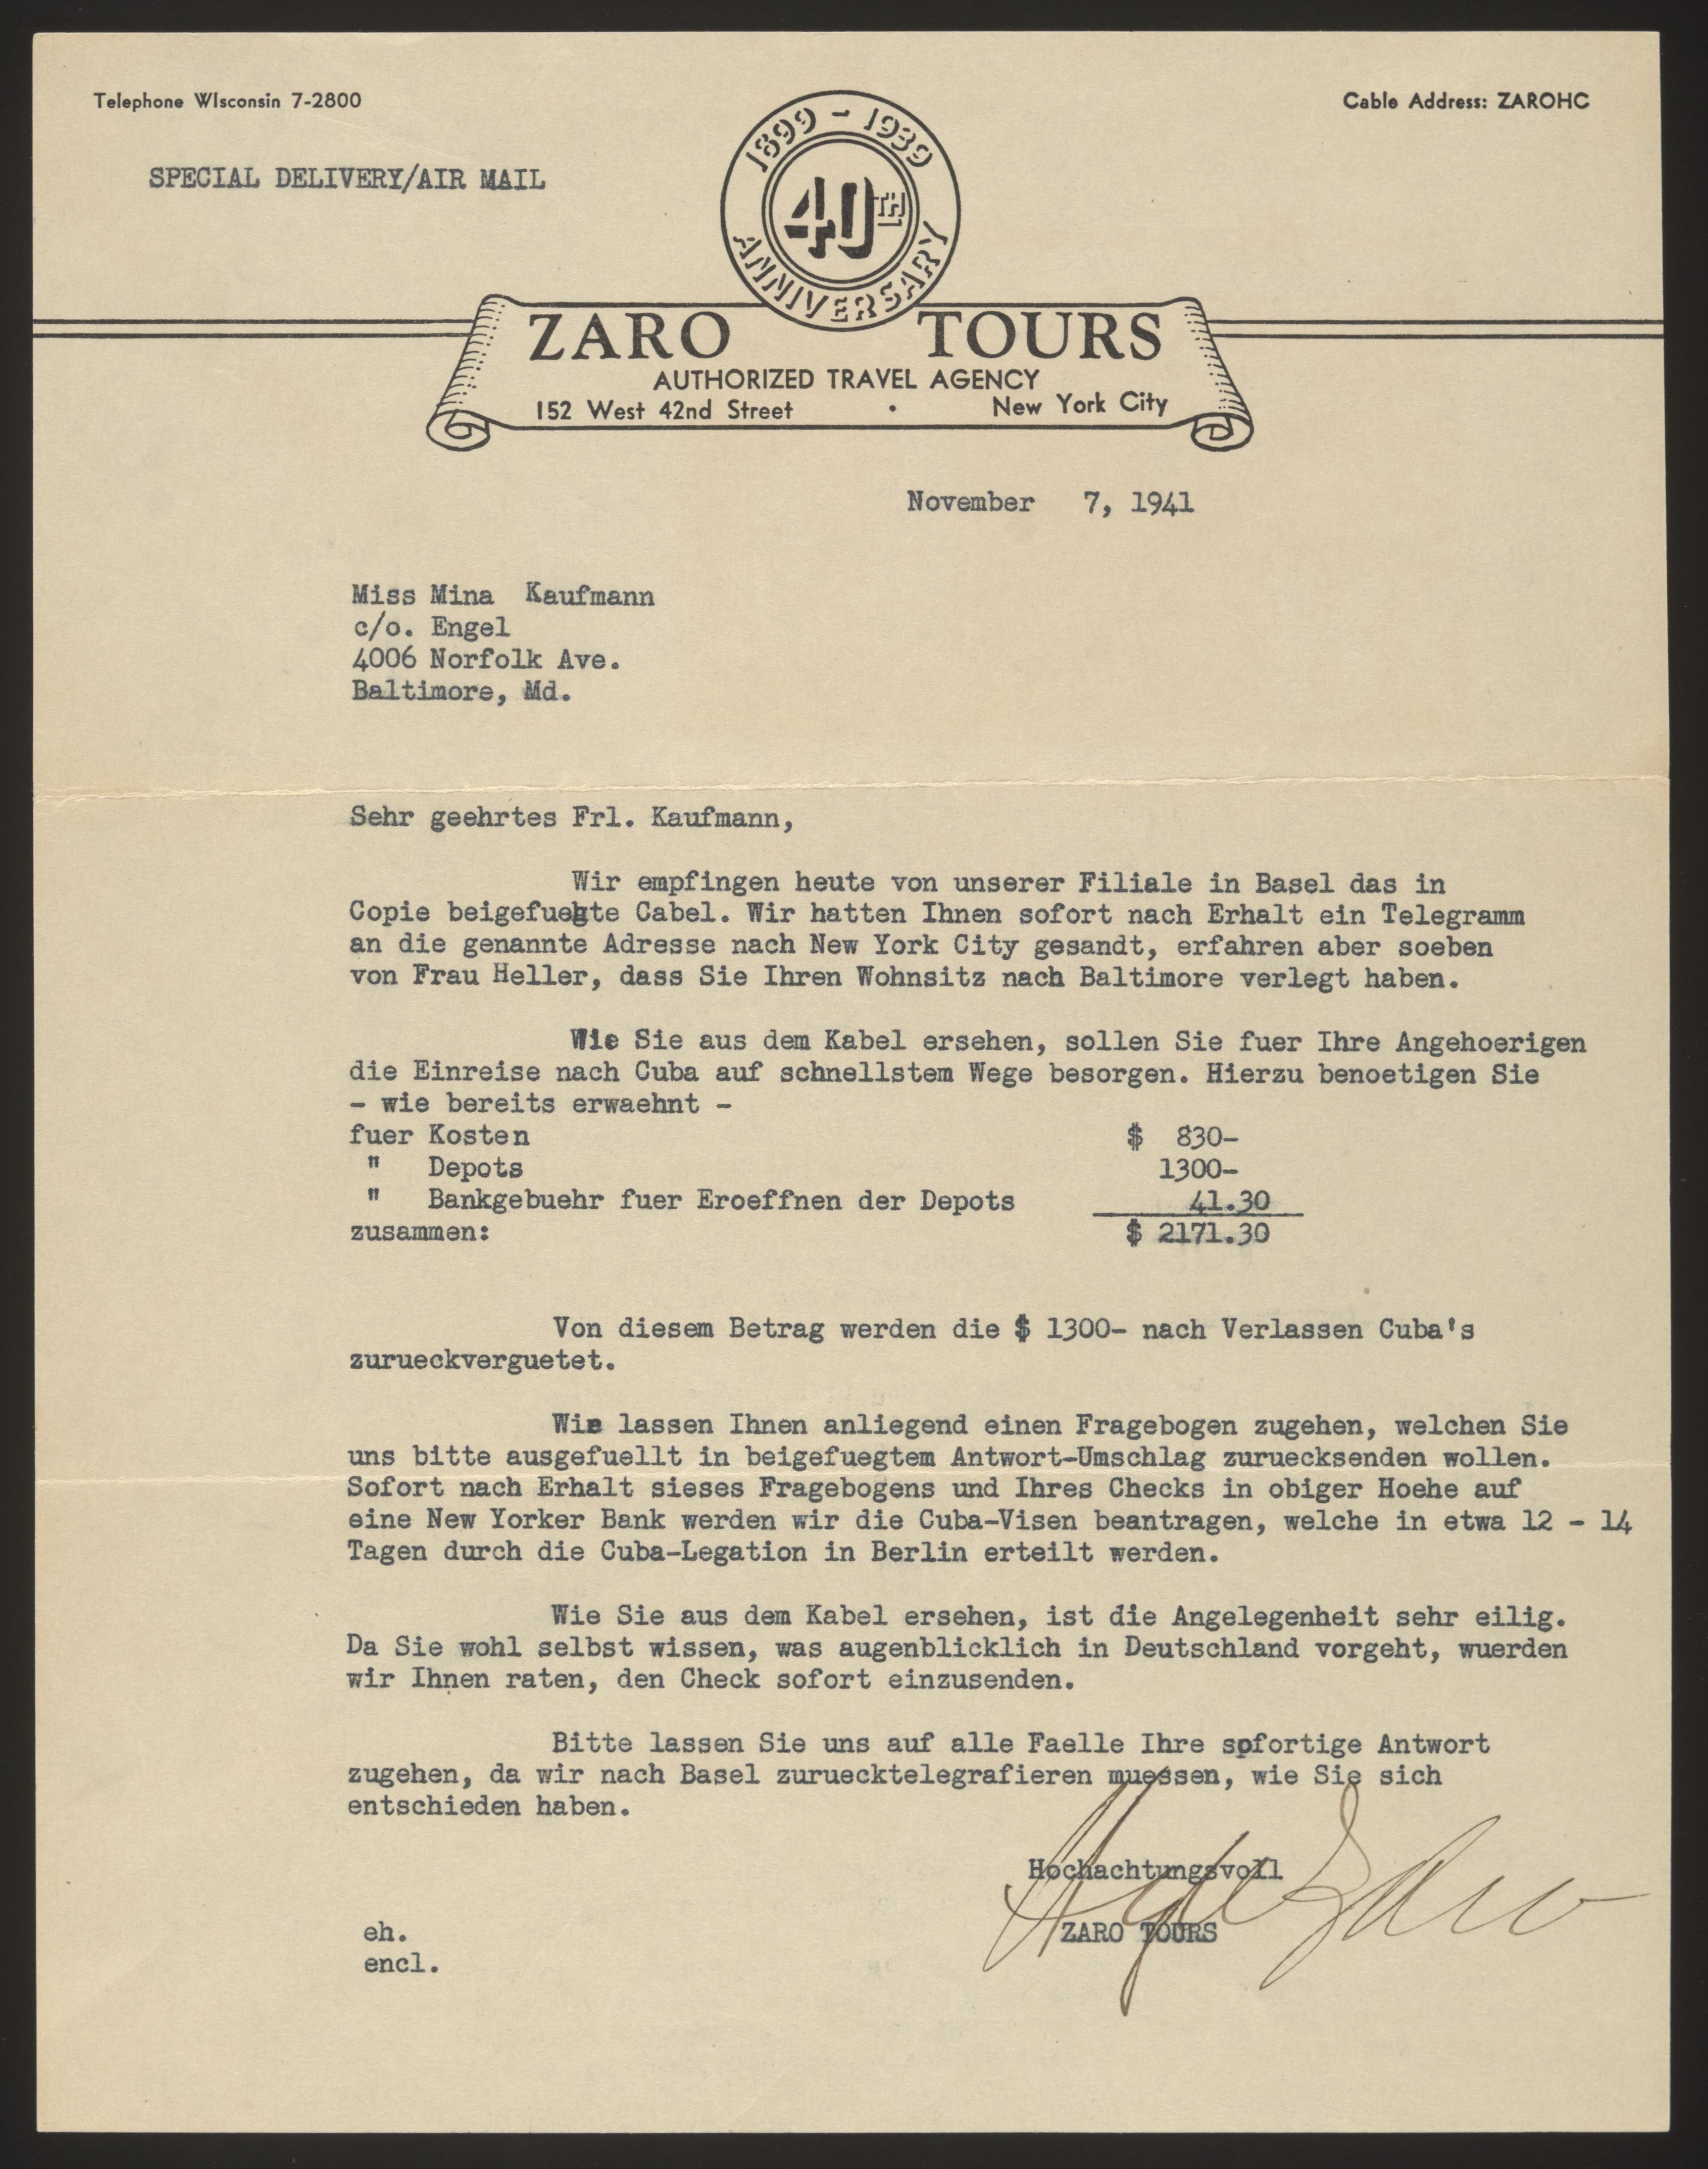 Telephone WIsconsin 7-2800
Cable Address: ZAROHC
SPECIAL DELIVERY/AIR MAIL
1899 - 1939
40TH
ANNIVERSARY
ZARO TOURS
AUTHORIZED TRAVEL AGENCY
152 West 42nd Street • New York City
November 7, 1941
Miss Mina Kaufmann
c/o. Engel
4006 Norfolk Ave.
Baltimore, Md.
Sehr geehrtes Frl. Kaufmann,
Wir empfingen heute von unserer Filiale in Basel das in
Copie beigefuegte Cabel. Wir hatten Ihnen sofort nach Erhalt ein Telegramm
an die genannte Adresse nach New York City gesandt, erfahren aber soeben
von Frau Heller, dass Sie Ihren Wohnsitz nach Baltimore verlegt haben.
Wie Sie aus dem Kabel ersehen, sollen Sie fuer Ihre Angehoerigen
die Einreise nach Cuba auf schnellstem Wege besorgen. Hierzu benoetigen Sie
- wie bereits erwaehnt -
fuer Kosten $ 830-
" Depots 1300-
" Bankgebuehr fuer Eroeffnen der Depots 41.30
zusammen: $ 2171.30
Von diesem Betrag werden die $ 1300- nach Verlassen Cuba's
zurueckverguetet.
Wir lassen Ihnen anliegend einen Fragebogen zugehen, welchen Sie
uns bitte ausgefuellt in beigefuegtem Antwort-Umschlag zuruecksenden wollen.
Sofort nach Erhalt sieses Fragebogens und Ihres Checks in obiger Hoehe auf
eine New Yorker Bank werden wir die Cuba-Visen beantragen, welche in etwa 12 - 14
Tagen durch die Cuba-Legation in Berlin erteilt werden.
Wie Sie aus dem Kabel ersehen, ist die Angelegenheit sehr eilig.
Da Sie wohl selbst wissen, was augenblicklich in Deutschland vorgeht, wuerden
wir Ihnen raten, den Check sofort einzusenden.
Bitte lassen Sie uns auf alle Faelle Ihre sofortige Antwort
zugehen, da wir nach Basel zuruecktelegrafieren muessen, wie Sie sich
entschieden haben.
Hochachtungsvoll
eh. ZARO TOURS
encl.